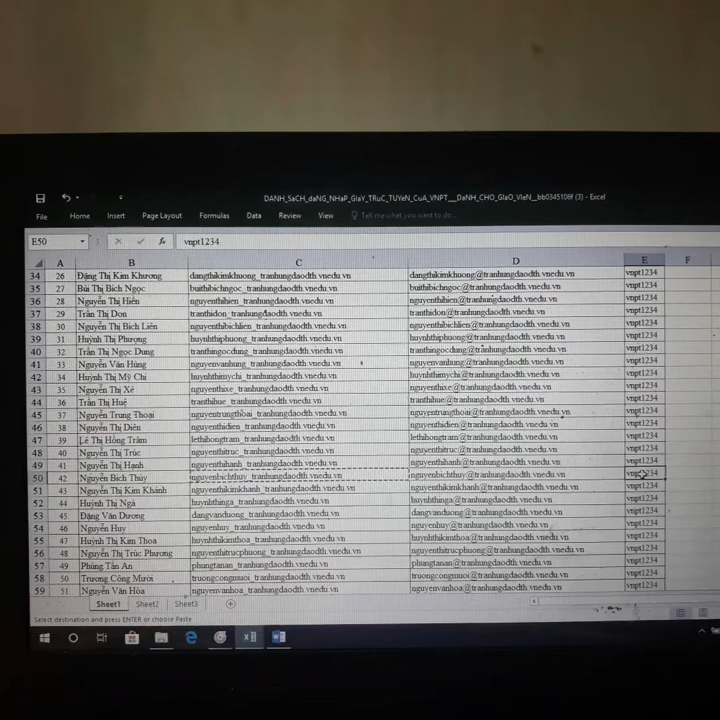 DANH_SaCH_daNG_NHaP_GIaY_TRuC_TUYeN_CuA_VNPT___DaNH_CHO_GIaO_VIeN_bb0345106f (3) - Excel
File Home Insert Page Layout Formulas Data Review View Tell me what you want to do...
E50 fx vnpt1234
A B C D E F
34 26 Đặng Thị Kim Khương dangthikimkhuong_tranhungdaodth.vnedu.vn dangthikimkhuong@tranhungdaodth.vnedu.vn vnpt1234
35 27 Bùi Thị Bích Ngọc buithibichngoc_tranhungdaodth.vnedu.vn buithibichngoc@tranhungdaodth.vnedu.vn vnpt1234
36 28 Nguyễn Thị Hiền nguyenthihien_tranhungdaodth.vnedu.vn nguyenthihien@tranhungdaodth.vnedu.vn vnpt1234
37 29 Trần Thị Don tranthidon_tranhungdaodth.vnedu.vn tranthidon@tranhungdaodth.vnedu.vn vnpt1234
38 30 Nguyễn Thị Bích Liên nguyenthibichlien_tranhungdaodth.vnedu.vn nguyenthibichlien@tranhungdaodth.vnedu.vn vnpt1234
39 31 Huỳnh Thị Phượng huynhthiphuong_tranhungdaodth.vnedu.vn huynhthiphuong@tranhungdaodth.vnedu.vn vnpt1234
40 32 Trần Thị Ngọc Dung tranthingocdung_tranhungdaodth.vnedu.vn tranthingocdung@tranhungdaodth.vnedu.vn vnpt1234
41 33 Nguyễn Văn Hùng nguyenvanhung_tranhungdaodth.vnedu.vn nguyenvanhung@tranhungdaodth.vnedu.vn vnpt1234
42 34 Huỳnh Thị Mỹ Chi huynhthimychi_tranhungdaodth.vnedu.vn huynhthimychi@tranhungdaodth.vnedu.vn vnpt1234
43 35 Nguyễn Thị Xê nguyenthixe_tranhungdaodth.vnedu.vn nguyenthixe@tranhungdaodth.vnedu.vn vnpt1234
44 36 Trần Thị Huệ tranthihue_tranhungdaodth.vnedu.vn tranthihue@tranhungdaodth.vnedu.vn vnpt1234
45 37 Nguyễn Trung Thoại nguyentrungthoai_tranhungdaodth.vnedu.vn nguyentrungthoai@tranhungdaodth.vnedu.vn vnpt1234
46 38 Nguyễn Thị Diên nguyenthidien_tranhungdaodth.vnedu.vn nguyenthidien@tranhungdaodth.vnedu.vn vnpt1234
47 39 Lê Thị Hồng Trâm lethihongtram_tranhungdaodth.vnedu.vn lethihongtram@tranhungdaodth.vnedu.vn vnpt1234
48 40 Nguyễn Thị Trúc nguyenthitruc_tranhungdaodth.vnedu.vn nguyenthitruc@tranhungdaodth.vnedu.vn vnpt1234
49 41 Nguyễn Thị Hạnh nguyenthihanh_tranhungdaodth.vnedu.vn nguyenthihanh@tranhungdaodth.vnedu.vn vnpt1234
50 42 Nguyễn Bích Thủy nguyenbichthuy_tranhungdaodth.vnedu.vn nguyenbichthuy@tranhungdaodth.vnedu.vn vnpt1234
51 43 Nguyễn Thị Kim Khánh nguyenthikimkhanh_tranhungdaodth.vnedu.vn nguyenthikimkhanh@tranhungdaodth.vnedu.vn vnpt1234
52 44 Huỳnh Thị Ngà huynhthinga_tranhungdaodth.vnedu.vn huynhthinga@tranhungdaodth.vnedu.vn vnpt1234
53 45 Đặng Văn Dương dangvanduong_tranhungdaodth.vnedu.vn dangvanduong@tranhungdaodth.vnedu.vn vnpt1234
54 46 Nguyễn Huy nguyenhuy_tranhungdaodth.vnedu.vn nguyenhuy@tranhungdaodth.vnedu.vn vnpt1234
55 47 Huỳnh Thị Kim Thoa huynhthikimthoa_tranhungdaodth.vnedu.vn huynhthikimthoa@tranhungdaodth.vnedu.vn vnpt1234
56 48 Nguyễn Thị Trúc Phương nguyenthitrucphuong_tranhungdaodth.vnedu.vn nguyenthitrucphuong@tranhungdaodth.vnedu.vn vnpt1234
57 49 Phùng Tấn An phungtanan_tranhungdaodth.vnedu.vn phungtanan@tranhungdaodth.vnedu.vn vnpt1234
58 50 Trương Công Mười truongcongmuoi_tranhungdaodth.vnedu.vn truongcongmuoi@tranhungdaodth.vnedu.vn vnpt1234
59 51 Nguyễn Văn Hòa nguyenvanhoa_tranhungdaodth.vnedu.vn nguyenvanhoa@tranhungdaodth.vnedu.vn vnpt1234
Sheet1 Sheet2 Sheet3
Select destination and press ENTER or choose Paste